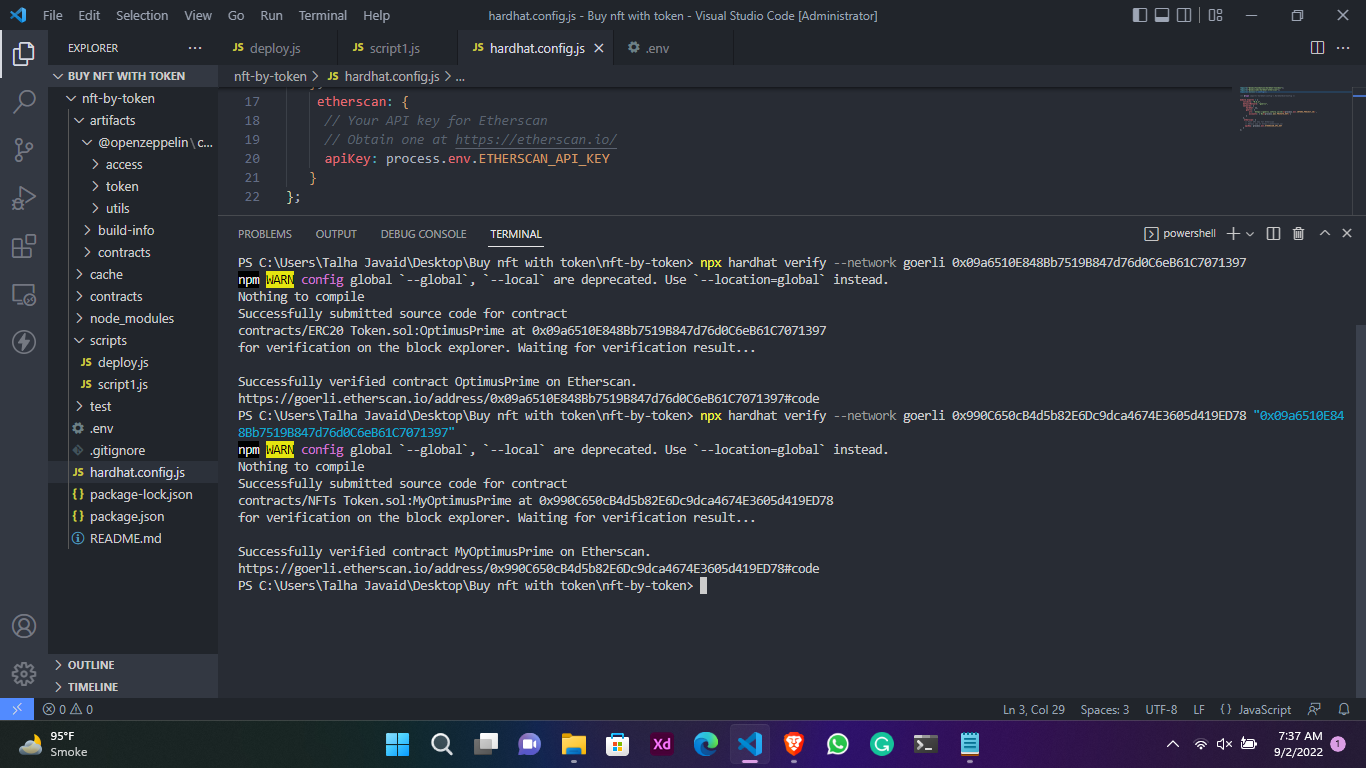 File Edit Selection View Go Run Terminal Help hardhat.config.js - Buy nft with token - Visual Studio Code [Administrator]
EXPLORER ···
JS deploy.js JS script1.js JS hardhat.config.js .env
BUY NFT WITH TOKEN
nft-by-token > JS hardhat.config.js > ...
nft-by-token
artifacts
@openzeppelin\c...
access
token
utils
build-info
contracts
cache
contracts
node_modules
scripts
JS deploy.js
JS script1.js
test
.env
.gitignore
JS hardhat.config.js
{} package-lock.json
{} package.json
README.md
OUTLINE
TIMELINE
17 etherscan: {
18 // Your API key for Etherscan
19 // Obtain one at https://etherscan.io/
20 apiKey: process.env.ETHERSCAN_API_KEY
21 }
22 };
PROBLEMS OUTPUT DEBUG CONSOLE TERMINAL powershell
PS C:\Users\Talha Javaid\Desktop\Buy nft with token\nft-by-token> npx hardhat verify --network goerli 0x09a6510E848Bb7519B847d76d0C6eB61C7071397
npm WARN config global `--global`, `--local` are deprecated. Use `--location=global` instead.
Nothing to compile
Successfully submitted source code for contract
contracts/ERC20 Token.sol:OptimusPrime at 0x09a6510E848Bb7519B847d76d0C6eB61C7071397
for verification on the block explorer. Waiting for verification result...
Successfully verified contract OptimusPrime on Etherscan.
https://goerli.etherscan.io/address/0x09a6510E848Bb7519B847d76d0C6eB61C7071397#code
PS C:\Users\Talha Javaid\Desktop\Buy nft with token\nft-by-token> npx hardhat verify --network goerli 0x990C650cB4d5b82E6Dc9dca4674E3605d419ED78 "0x09a6510E84
8Bb7519B847d76d0C6eB61C7071397"
npm WARN config global `--global`, `--local` are deprecated. Use `--location=global` instead.
Nothing to compile
Successfully submitted source code for contract
contracts/NFTs Token.sol:MyOptimusPrime at 0x990C650cB4d5b82E6Dc9dca4674E3605d419ED78
for verification on the block explorer. Waiting for verification result...
Successfully verified contract MyOptimusPrime on Etherscan.
https://goerli.etherscan.io/address/0x990C650cB4d5b82E6Dc9dca4674E3605d419ED78#code
PS C:\Users\Talha Javaid\Desktop\Buy nft with token\nft-by-token>
0 0 Ln 3, Col 29 Spaces: 3 UTF-8 LF {} JavaScript
95°F
Smoke
Xd
7:37 AM
9/2/2022
1